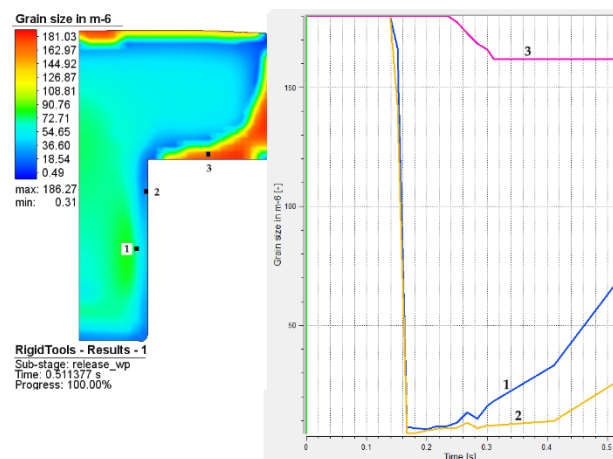 Grain size in m-6
181.03
162.97
144.92
126.87
108.81
90.76
72.71
54.65
36.60
18.54
0.49
max: 186.27
min: 0.31
3
2
1
RigidTools - Results - 1
Sub-stage: release_wp
Time: 0.511377 s
Progress: 100.00%
Grain size in m-6 [-]
150
100
50
3
1
2
0
0.1
0.2
0.3
0.4
0.5
Time [s]